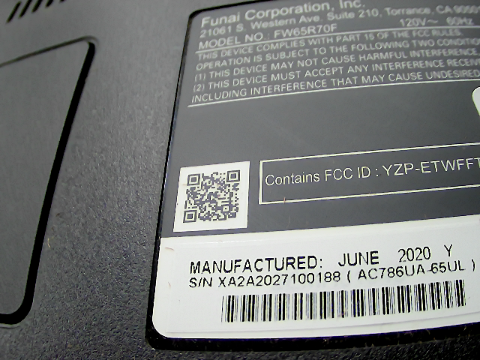 Funai Corporation, Inc.
21061 S. Western Ave. Suite 210, Torrance, CA 9050
MODEL NO.: FW65R70F 120V~ 60Hz
THIS DEVICE COMPLIES WITH PART 15 OF THE FCC RULES.
OPERATION IS SUBJECT TO THE FOLLOWING TWO CONDI
(1) THIS DEVICE MAY NOT CAUSE HARMFUL INTERFERENCE
(2) THIS DEVICE MUST ACCEPT ANY INTERFERENCE
INCLUDING INTERFERENCE THAT MAY CAUSE UNDESIRED
Contains FCC ID : YZP-ETWFFT
MANUFACTURED: JUNE 2020 Y
S/N XA2A2027100188 ( AC786UA-65UL )